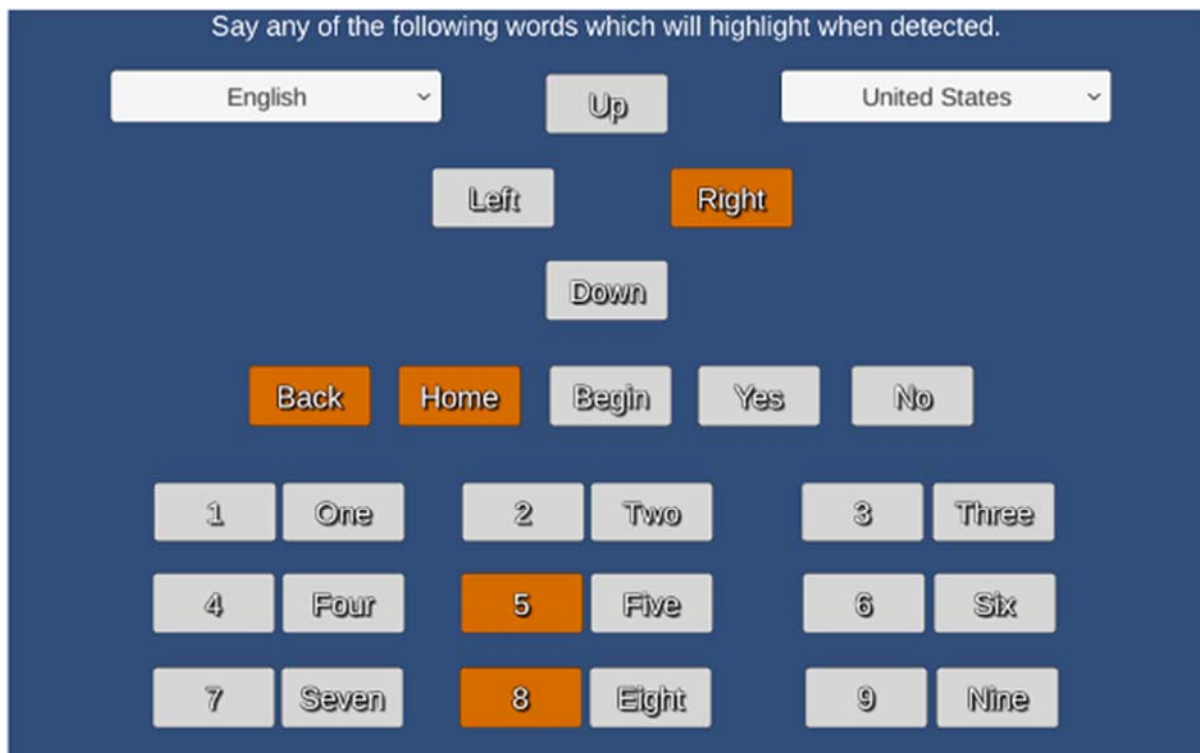 Say any of the following words which will highlight when detected.
English Up United States
Left Right
Down
Back Home Begin Yes No
1 One 2 Two 3 Three
4 Four 5 Five 6 Six
7 Seven 8 Eight 9 Nine